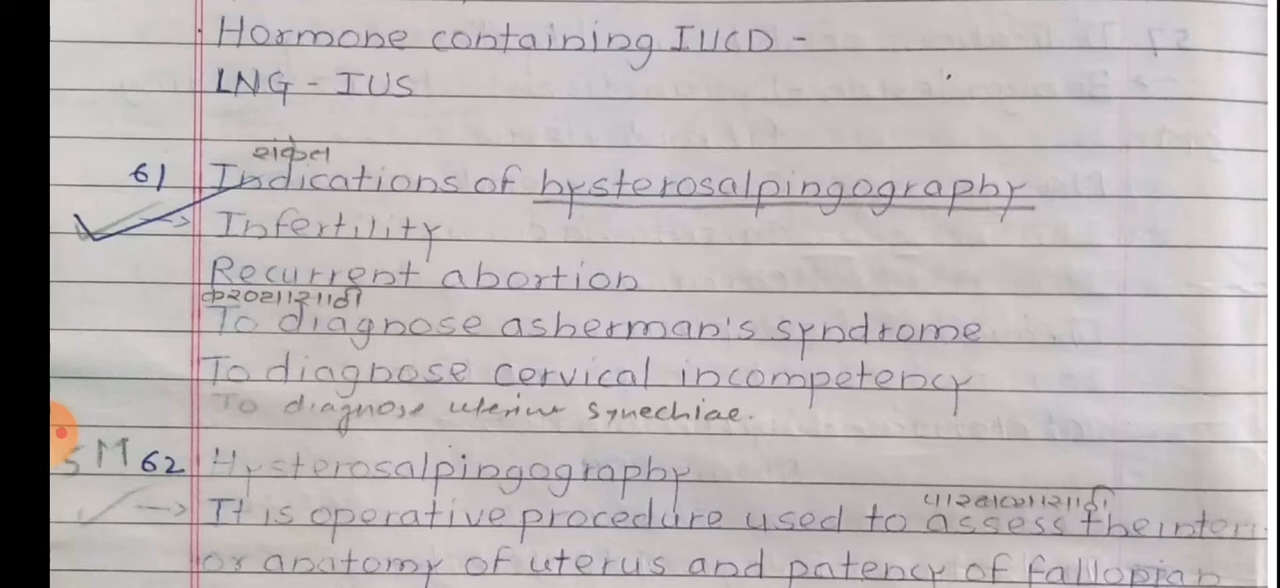 Hormone containing IUCD -
LNG - IUS
61 Indications of hysterosalpingography
→ Infertility
Recurrent abortion
To diagnose asherman's syndrome
To diagnose cervical incompetency
To diagnose uterine synechiae.
5 M 62 Hysterosalpingography
→ It is operative procedure used to assess the interi
or anatomy of uterus and patency of fallopian